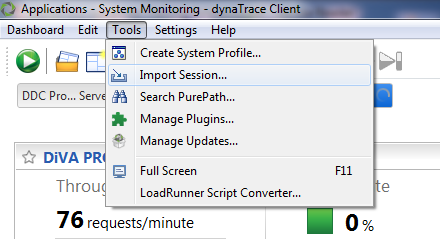 Applications - System Monitoring - dynaTrace Client
Dashboard Edit Tools Settings Help
Create System Profile...
Import Session...
DDC Pro... Serve
Search PurePath...
Manage Plugins...
Manage Updates...
DiVA PRO
Full Screen F11
Throu te
LoadRunner Script Converter...
76 requests/minute 0 %